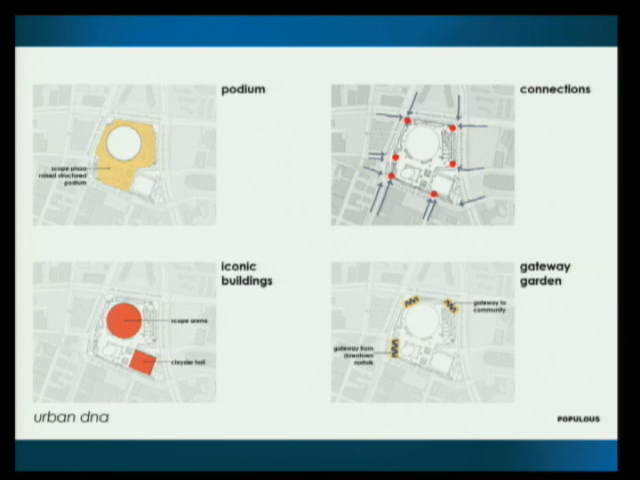 podium
connections
scope plaza
raised structured
podium
iconic
buildings
gateway
garden
scope arena
chrysler hall
gateway to
community
gateway from
downtown
norfolk
urban dna
POPULOUS